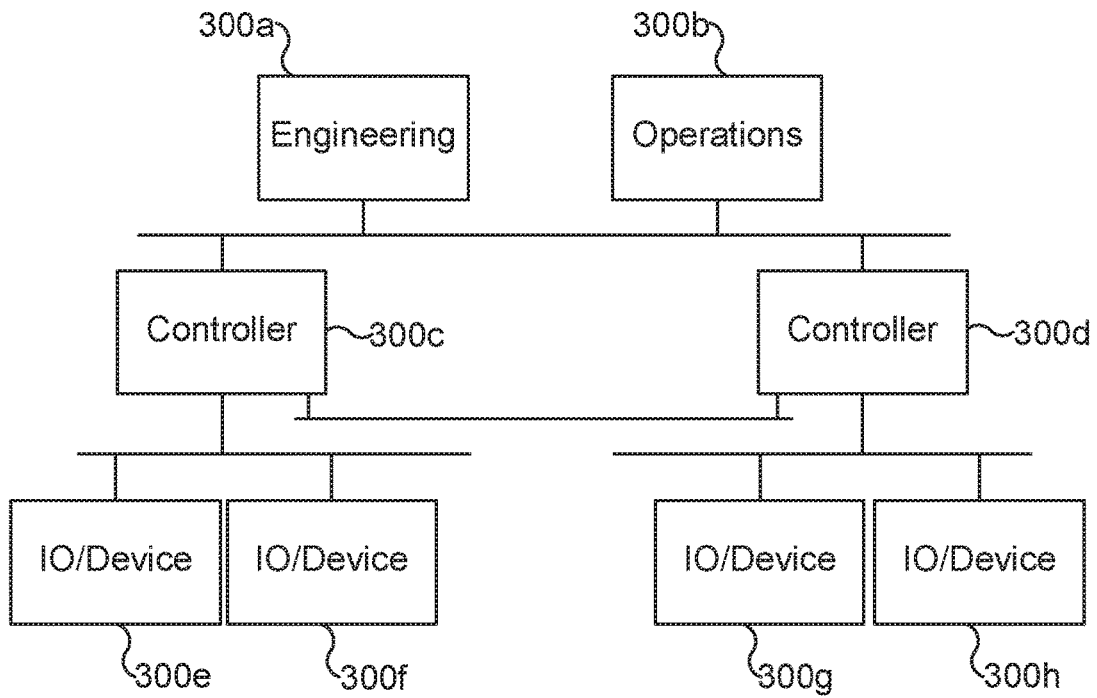 300a
300b
Engineering
Operations
Controller
300c
Controller
300d
IO/Device
IO/Device
IO/Device
IO/Device
300e
300f
300g
300h